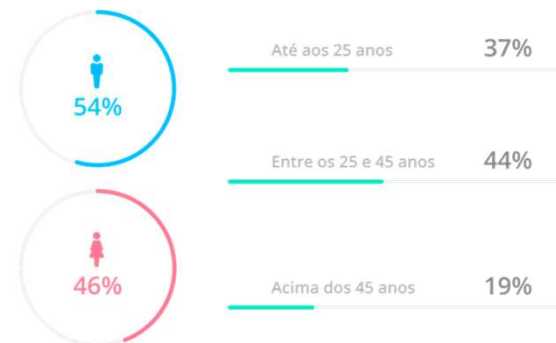 54%
46%
Até aos 25 anos 37%
Entre os 25 e 45 anos 44%
Acima dos 45 anos 19%